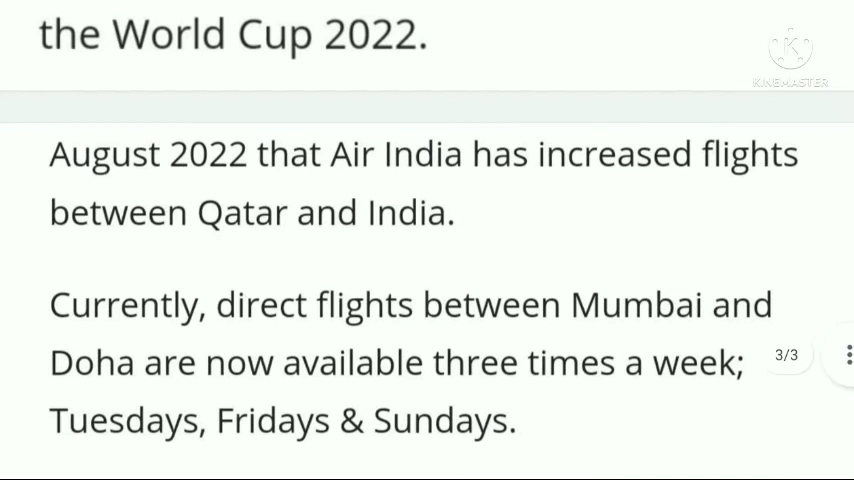 the World Cup 2022.
K
KINEMASTER
August 2022 that Air India has increased flights
between Qatar and India.
Currently, direct flights between Mumbai and
Doha are now available three times a week;
3/3
Tuesdays, Fridays & Sundays.